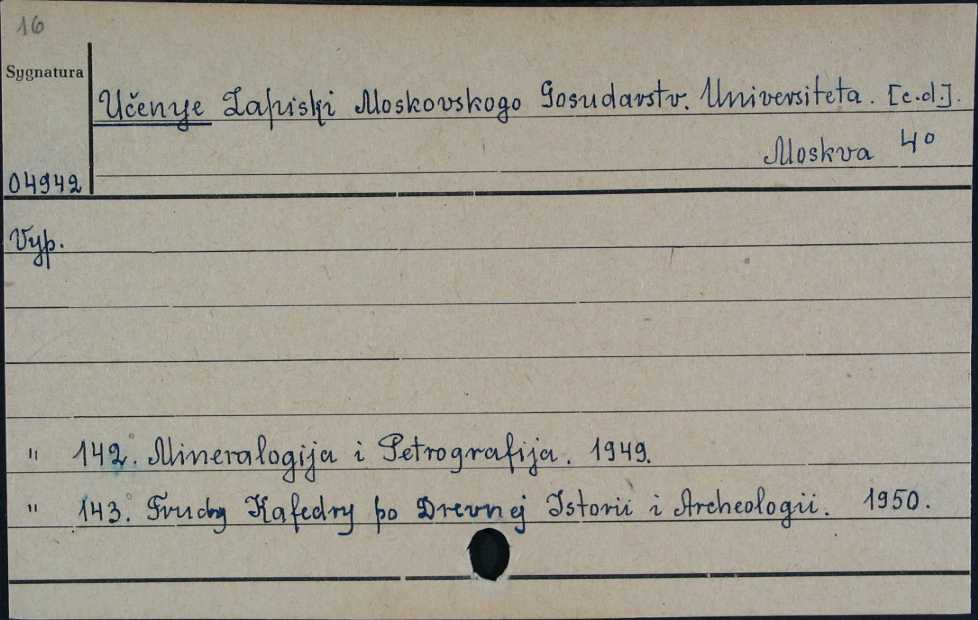 16
Sygnatura
Učenye Zapiski Moskovskogo Gosudarstv. Universiteta. [c.d.].
Moskva 4°
04942
Vyp.
" 142. Mineralogija i Petrografija. 1949.
" 143. Trudy Kafedry po Drevnej Istorii i Archeologii. 1950.